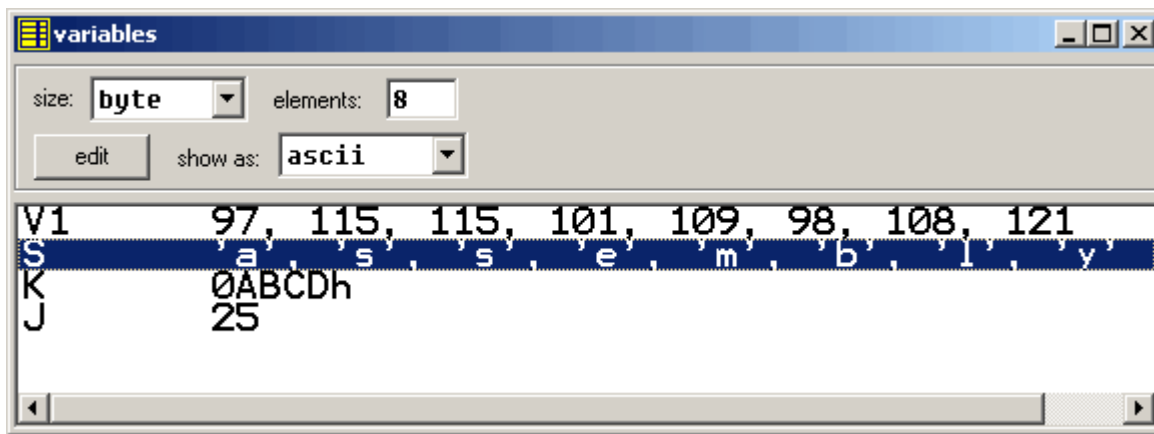 variables
size: byte elements: 8
edit show as: ascii
V1 97, 115, 115, 101, 109, 98, 108, 121
S 'a', 's', 's', 'e', 'm', 'b', 'l', 'y'
K 0ABCDh
J 25